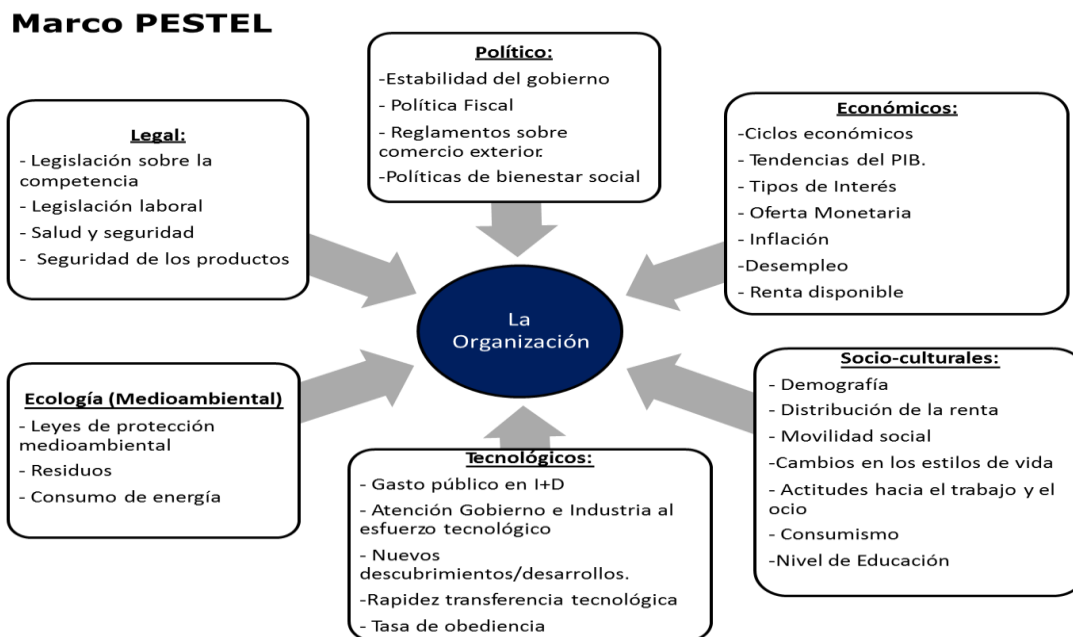 Marco PESTEL
Político:
-Estabilidad del gobierno
- Política Fiscal
- Reglamentos sobre
comercio exterior.
-Políticas de bienestar social
Legal:
- Legislación sobre la
competencia
- Legislación laboral
- Salud y seguridad
- Seguridad de los productos
Económicos:
-Ciclos económicos
- Tendencias del PIB.
- Tipos de Interés
- Oferta Monetaria
- Inflación
-Desempleo
- Renta disponible
La
Organización
Ecología (Medioambiental)
- Leyes de protección
medioambiental
- Residuos
- Consumo de energía
Tecnológicos:
- Gasto público en I+D
- Atención Gobierno e Industria al
esfuerzo tecnológico
- Nuevos
descubrimientos/desarrollos.
-Rapidez transferencia tecnológica
- Tasa de obediencia
Socio-culturales:
- Demografía
- Distribución de la renta
- Movilidad social
-Cambios en los estilos de vida
- Actitudes hacia el trabajo y el
ocio
- Consumismo
-Nivel de Educación